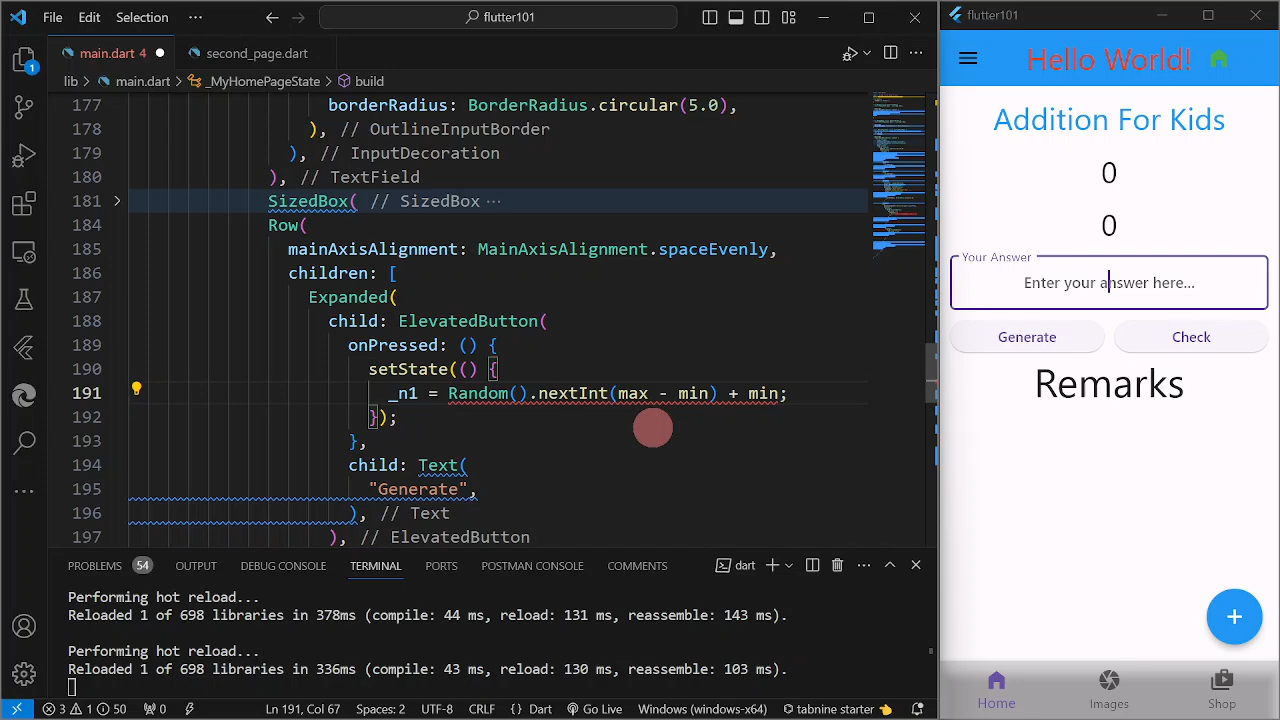 File Edit Selection ··· flutter101
main.dart 4 second_page.dart
lib > main.dart > _MyHomePageState > build
177 borderRadius: BorderRadius.circular(5.0),
178 ), // OutlineInputBorder
179 ), // InputDecoration
180 ), // TextField
181 SizedBox( // SizedBox ···
184 Row(
185 mainAxisAlignment: MainAxisAlignment.spaceEvenly,
186 children: [
187 Expanded(
188 child: ElevatedButton(
189 onPressed: () {
190 setState(() {
191 _n1 = Random().nextInt(max - min) + min;
192 });
193 },
194 child: Text(
195 "Generate",
196 ), // Text
197 ), // ElevatedButton
PROBLEMS 54 OUTPUT DEBUG CONSOLE TERMINAL PORTS POSTMAN CONSOLE COMMENTS dart
Performing hot reload...
Reloaded 1 of 698 libraries in 378ms (compile: 44 ms, reload: 131 ms, reassemble: 143 ms).
Performing hot reload...
Reloaded 1 of 698 libraries in 336ms (compile: 43 ms, reload: 130 ms, reassemble: 103 ms).
1
3 1 50 0 Ln 191, Col 67 Spaces: 2 UTF-8 CRLF {} Dart Go Live Windows (windows-x64) tabnine starter
flutter101
Hello World!
Addition For Kids
0
0
Your Answer
Enter your answer here...
Generate Check
Remarks
+
Home Images Shop